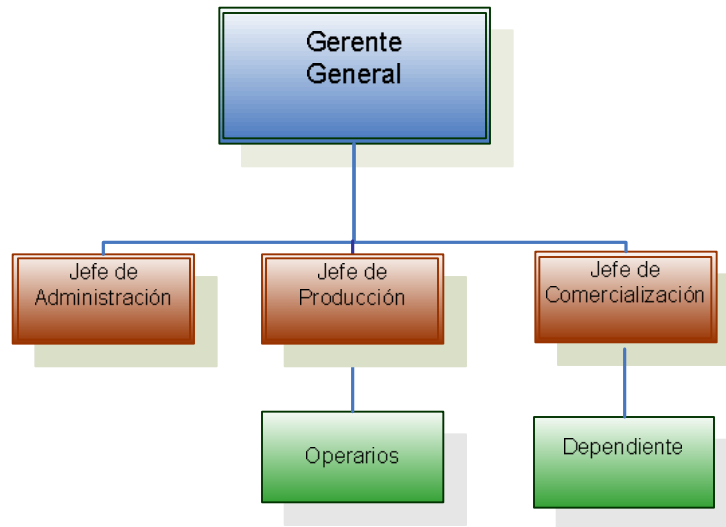 Gerente
General
Jefe de
Administración
Jefe de
Producción
Jefe de
Comercialización
Operarios
Dependiente